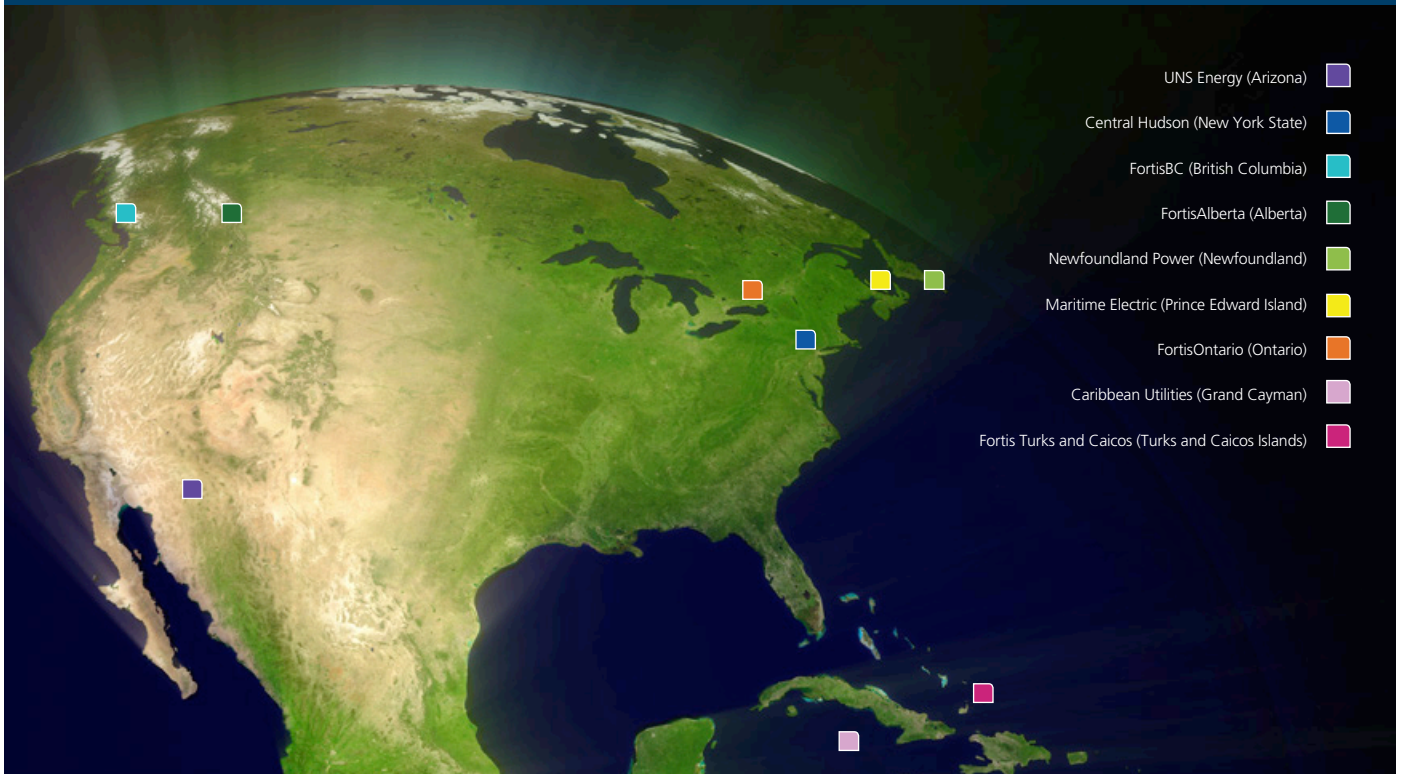 UNS Energy (Arizona)
Central Hudson (New York State)
FortisBC (British Columbia)
FortisAlberta (Alberta)
Newfoundland Power (Newfoundland)
Maritime Electric (Prince Edward Island)
FortisOntario (Ontario)
Caribbean Utilities (Grand Cayman)
Fortis Turks and Caicos (Turks and Caicos Islands)